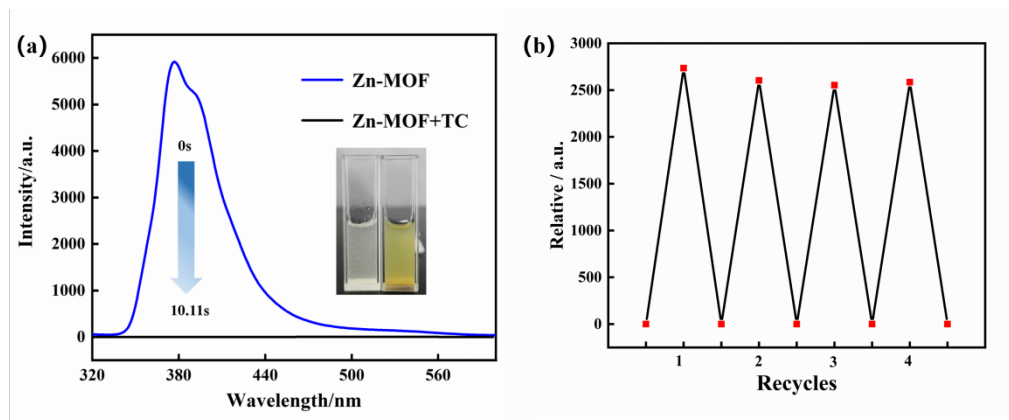 (a)
6000
5000
4000
3000
2000
1000
0
Intensity/a.u.
Zn-MOF
Zn-MOF+TC
0s
10.11s
320 380 440 500 560
Wavelength/nm
(b)
3000
2500
2000
1500
1000
500
0
Relative / a.u.
1 2 3 4
Recycles